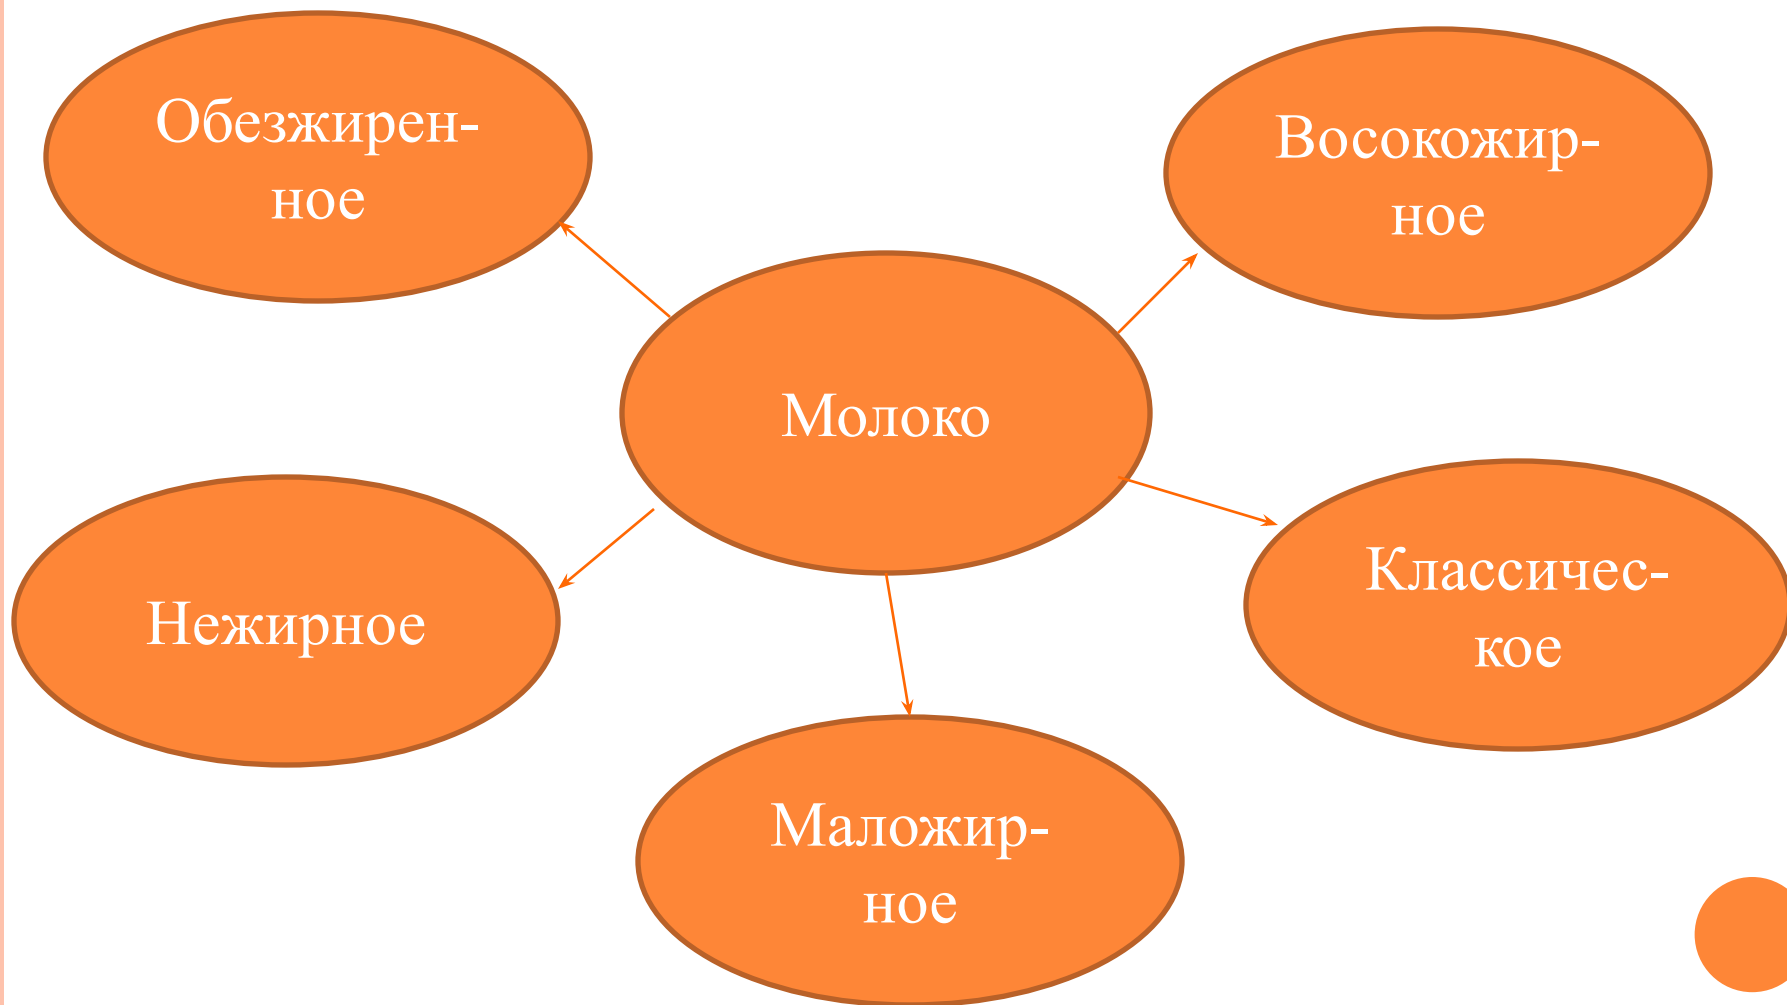 Обезжирен-
ное
Восокожир-
ное
Молоко
Классичес-
кое
Нежирное
Маложир-
ное